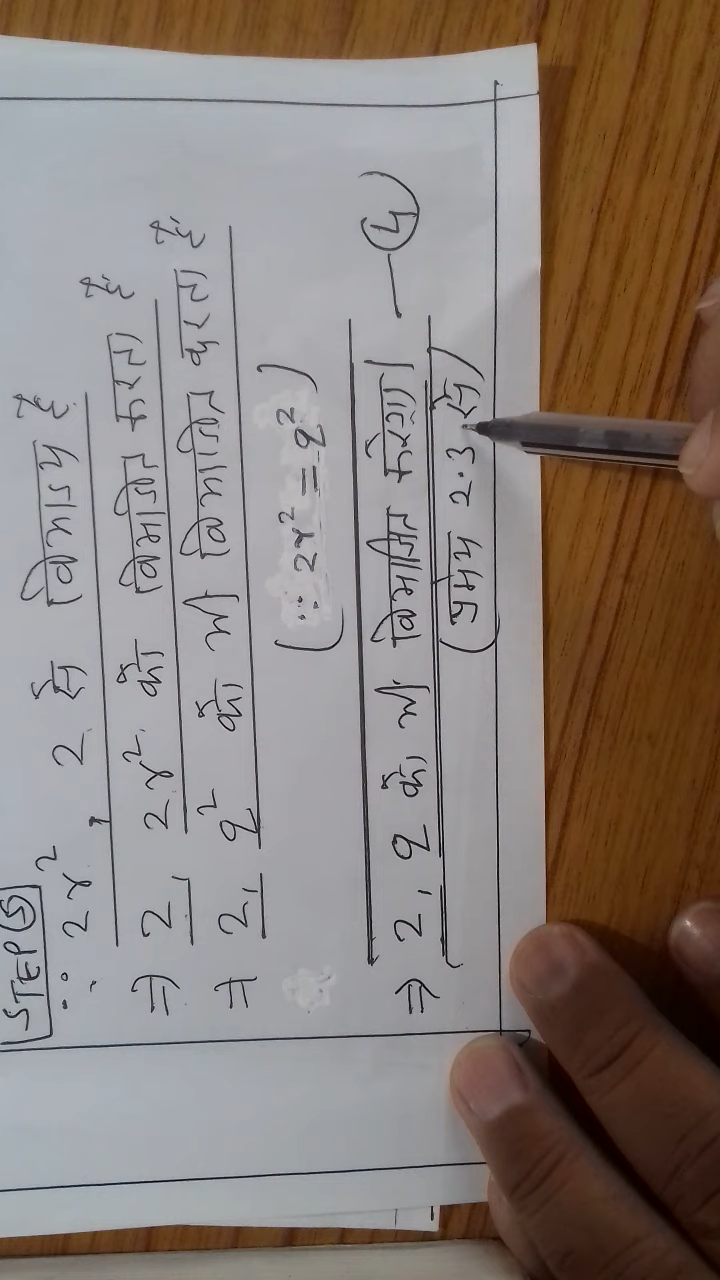 STEP (5)
∵ 2r², 2 से विभाज्य है
⇒ 2, 2r² को विभाजित करता है
⇒ 2, q² को भी विभाजित करता है
(∵ 2r² = q²)
⇒ 2, q को भी विभाजित करेगा — (4)
(प्रमेय 2.3 से)